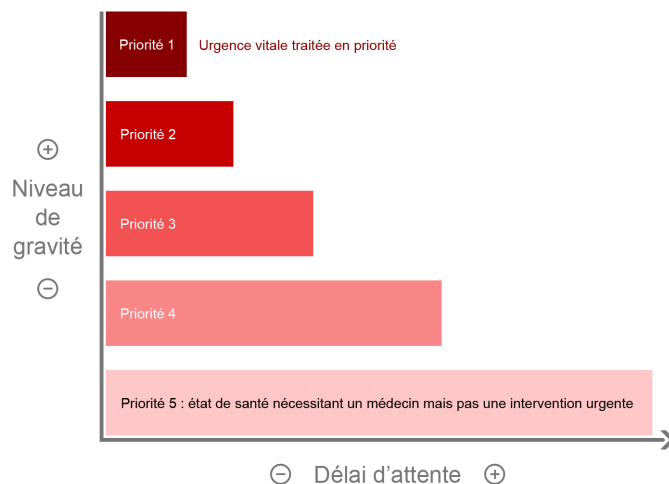 Priorité 1
Urgence vitale traitée en priorité
Priorité 2
Niveau
de
gravité
Priorité 3
Priorité 4
Priorité 5 : état de santé nécessitant un médecin mais pas une intervention urgente
Délai d'attente